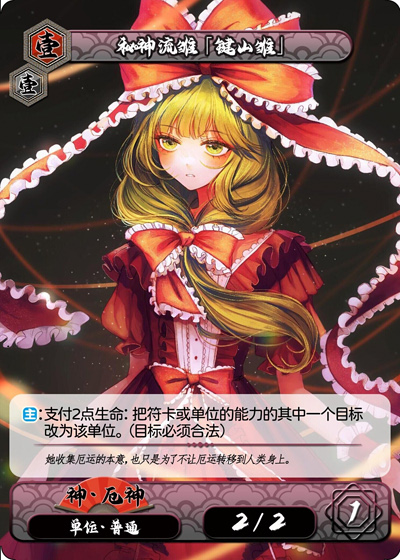 壹
秘神流雛「键山雏」
壹
主:支付2点生命:把符卡或单位的能力的其中一个目标
改为该单位。(目标必须合法)
她收集厄运的本意,也只是为了不让厄运转移到人类身上。
神·厄神
单位·普通
2/2
1